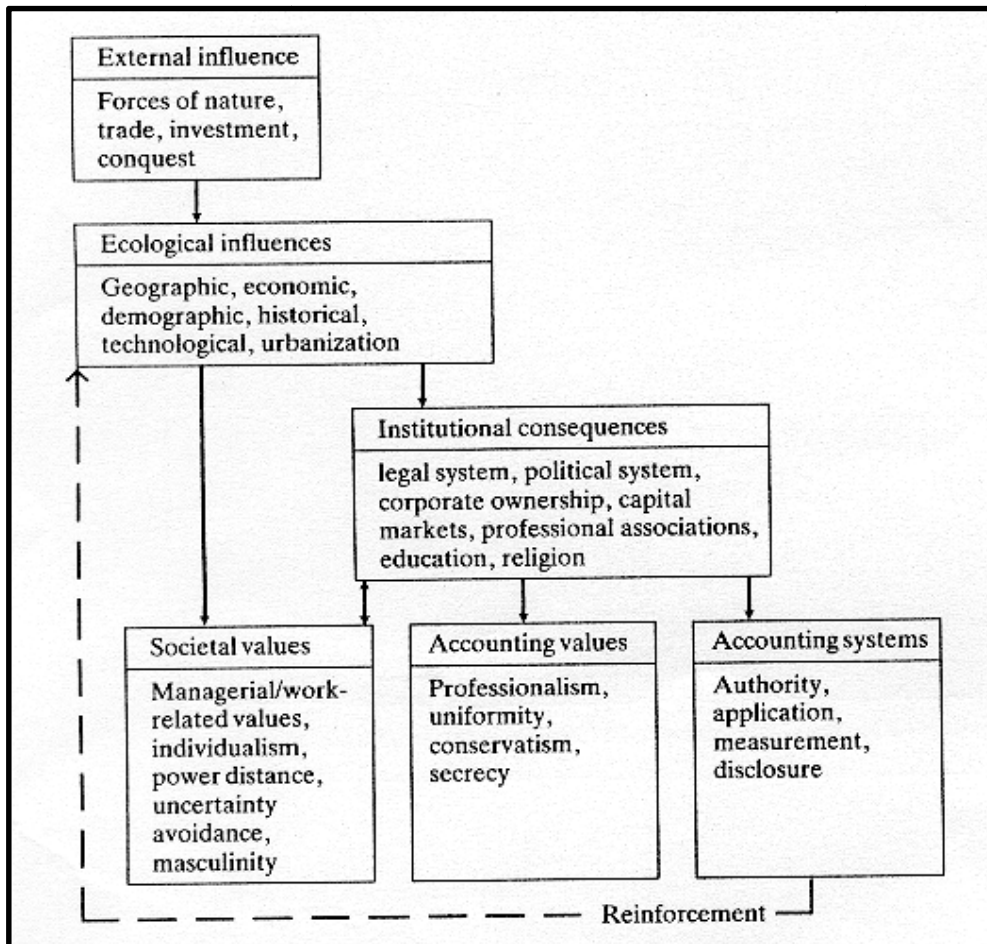 External influence
Forces of nature,
trade, investment,
conquest
Ecological influences
Geographic, economic,
demographic, historical,
technological, urbanization
Institutional consequences
legal system, political system,
corporate ownership, capital
markets, professional associations,
education, religion
Societal values
Managerial/work-
related values,
individualism,
power distance,
uncertainty
avoidance,
masculinity
Accounting values
Professionalism,
uniformity,
conservatism,
secrecy
Accounting systems
Authority,
application,
measurement,
disclosure
Reinforcement